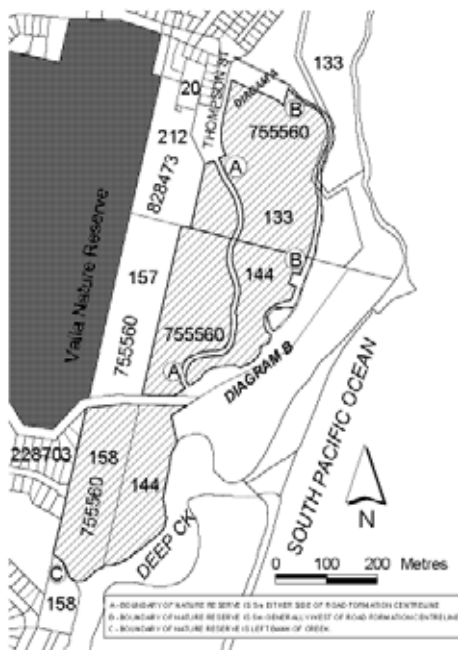 133
20
THOMPSON ST
DIAGRAM A
B
755560
212
828473
A
133
Valla Nature Reserve
B
144
157
755560
755560
A
DIAGRAM B
SOUTH PACIFIC OCEAN
228703
158
755560
144
DEEP CK
N
C
158
0 100 200 Metres
A - BOUNDARY OF NATURE RESERVE IS 5m EITHER SIDE OF ROAD FORMATION CENTRELINE
B - BOUNDARY OF NATURE RESERVE IS 5m GENERALLY WEST OF ROAD FORMATION CENTRELINE
C - BOUNDARY OF NATURE RESERVE IS LEFT BANK OF CREEK